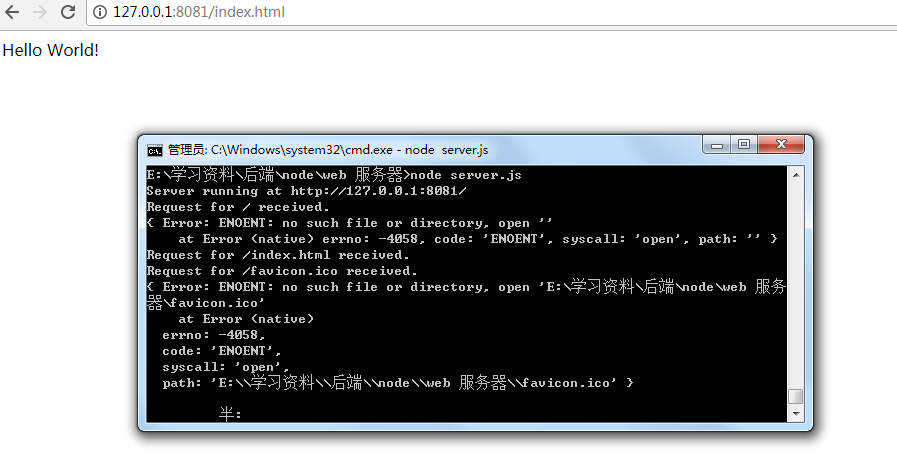 127.0.0.1:8081/index.html
Hello World!
管理员: C:\Windows\system32\cmd.exe - node  server.js
E:\学习资料\后端\node\web 服务器>node server.js
Server running at http://127.0.0.1:8081/
Request for / received.
{ Error: ENOENT: no such file or directory, open ''
    at Error (native) errno: -4058, code: 'ENOENT', syscall: 'open', path: '' }
Request for /index.html received.
Request for /favicon.ico received.
{ Error: ENOENT: no such file or directory, open 'E:\学习资料\后端\node\web 服务
器\favicon.ico'
    at Error (native)
  errno: -4058,
  code: 'ENOENT',
  syscall: 'open',
  path: 'E:\\学习资料\\后端\\node\\web 服务器\\favicon.ico' }
半: